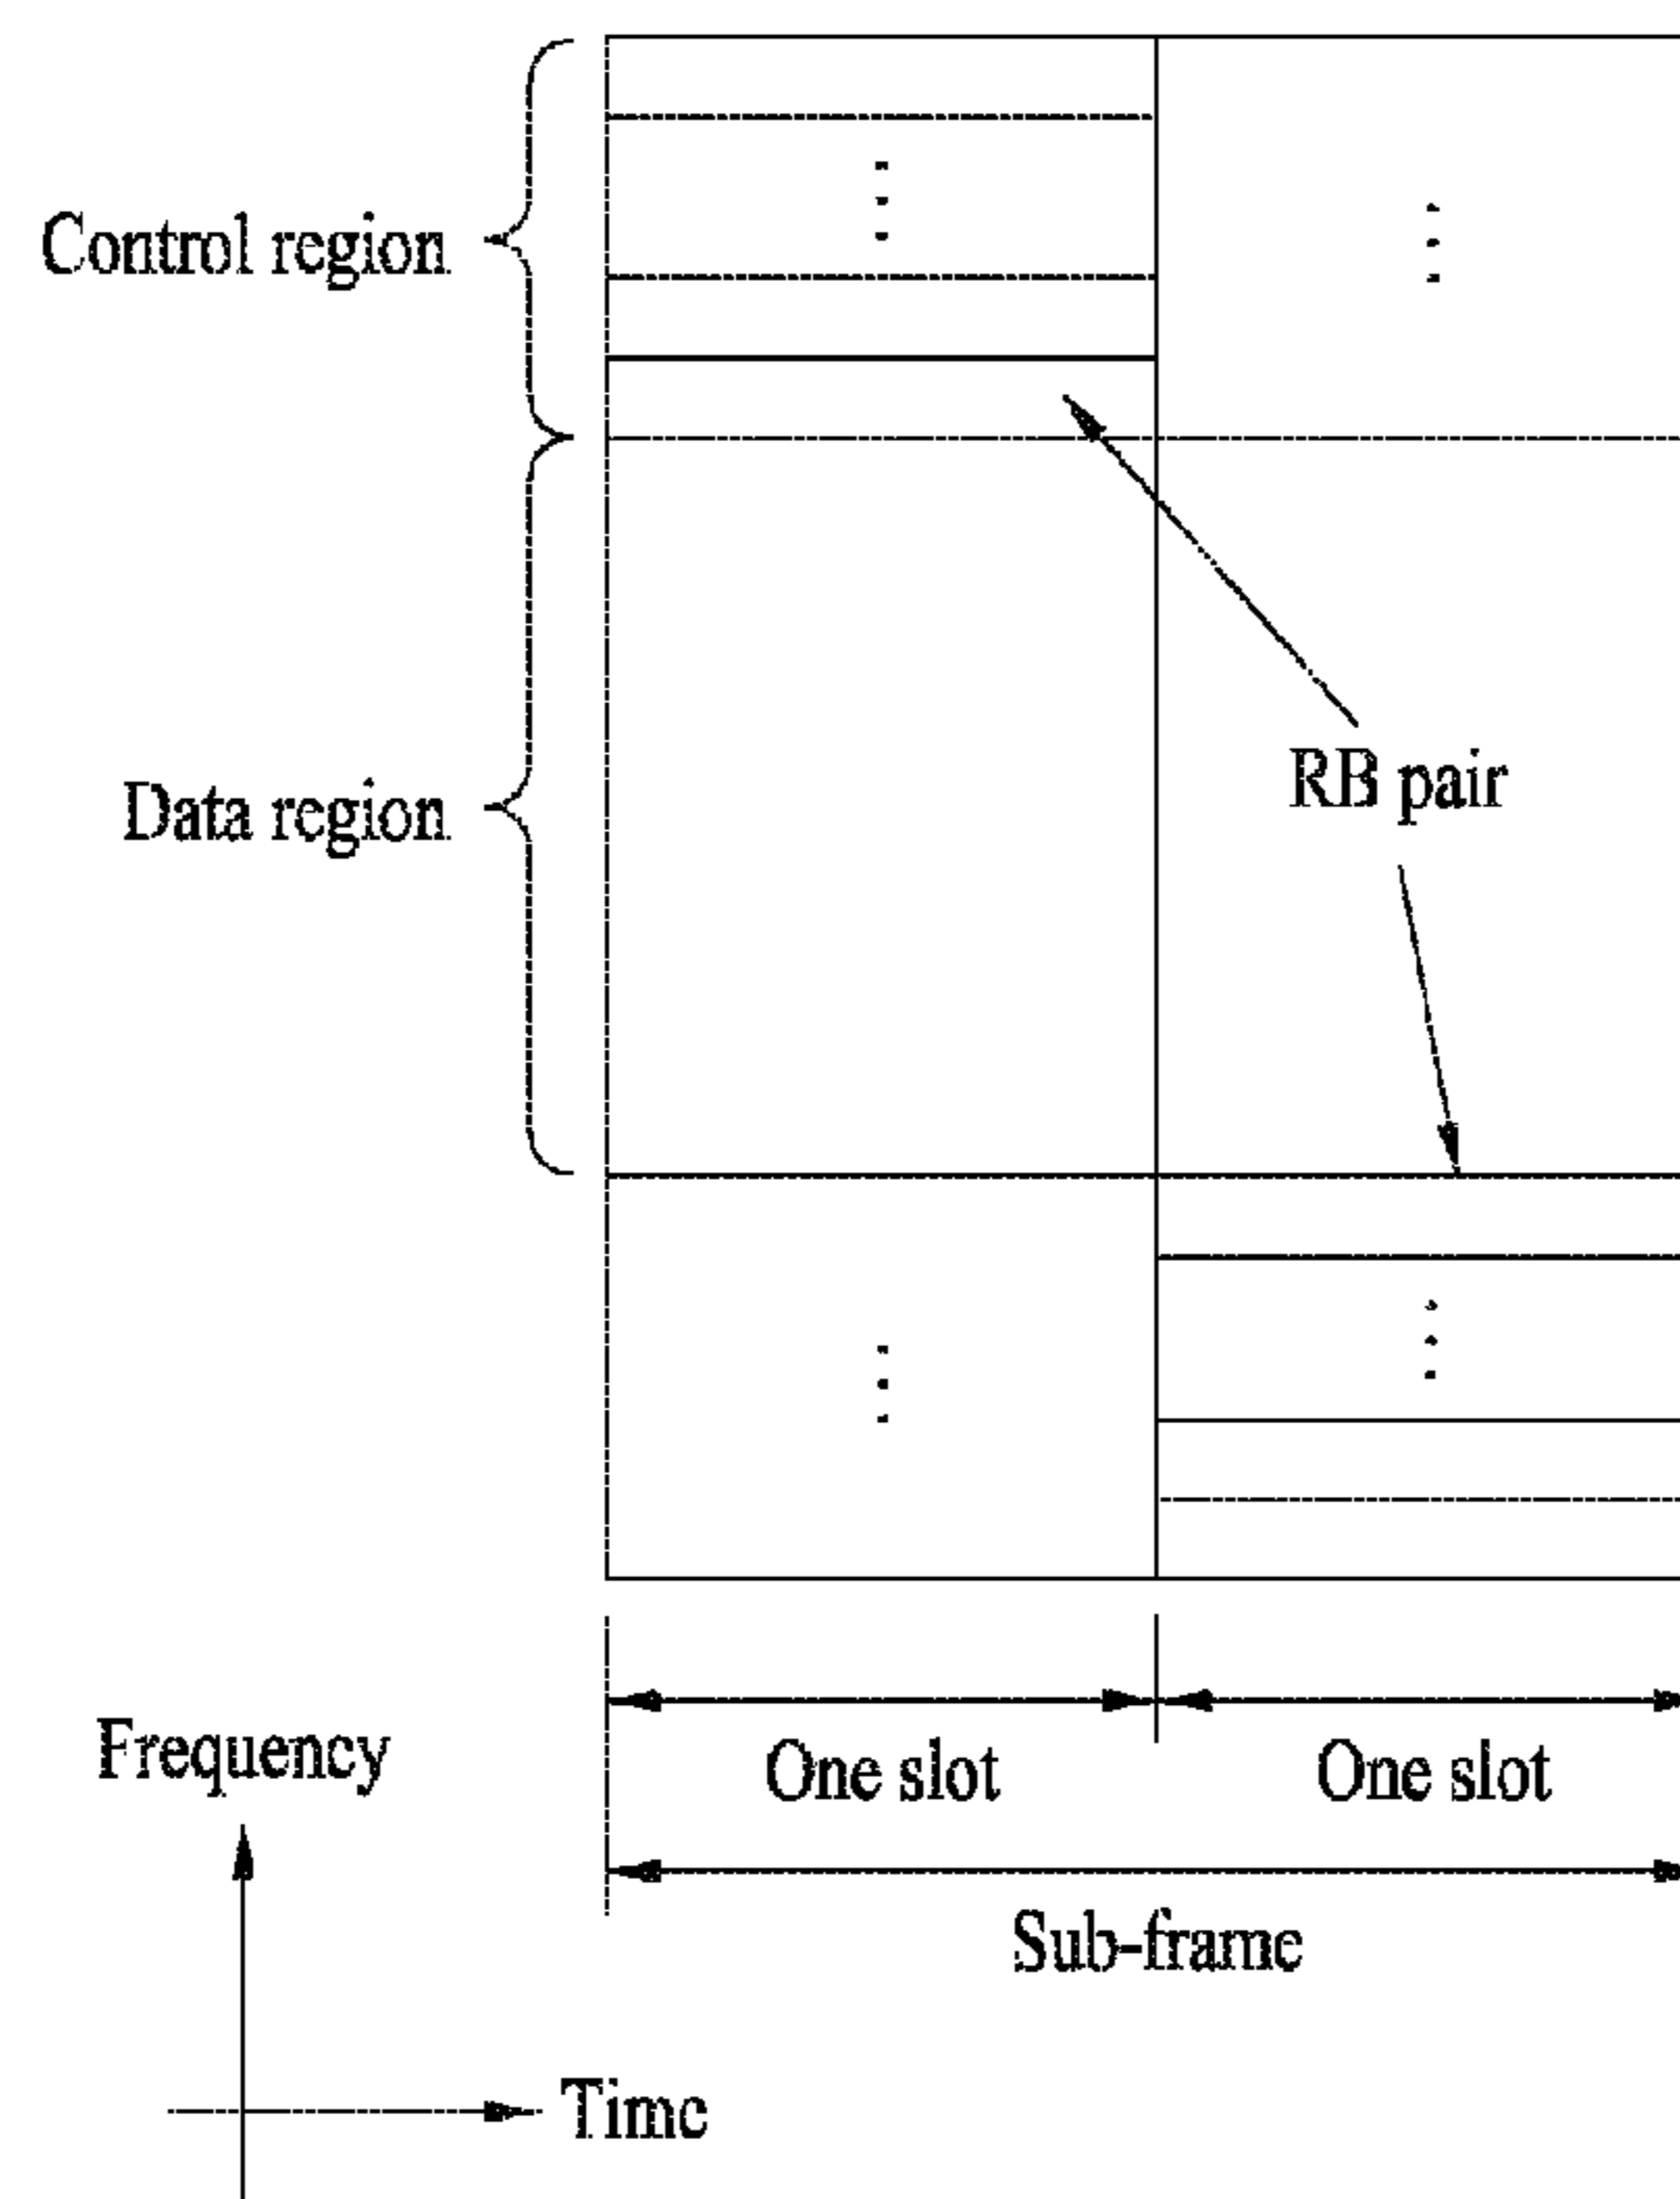 Control region
RB pair
Data region
One slot
One slot
Frequency
Sub-frame
Time